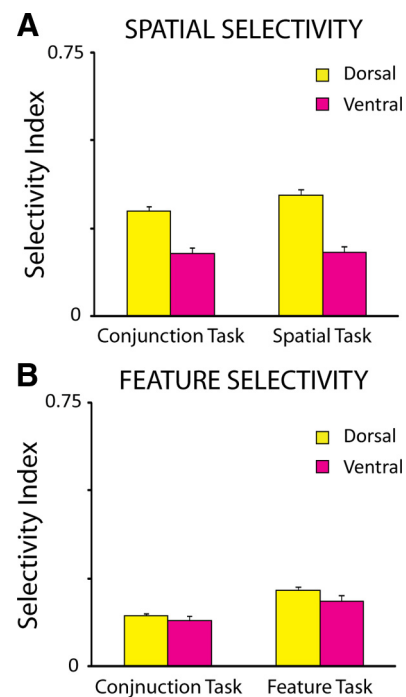 A
SPATIAL SELECTIVITY
0.75
Dorsal
Ventral
Selectivity Index
0
Conjunction Task
Spatial Task
B
FEATURE SELECTIVITY
0.75
Dorsal
Ventral
Selectivity Index
0
Conjnuction Task
Feature Task